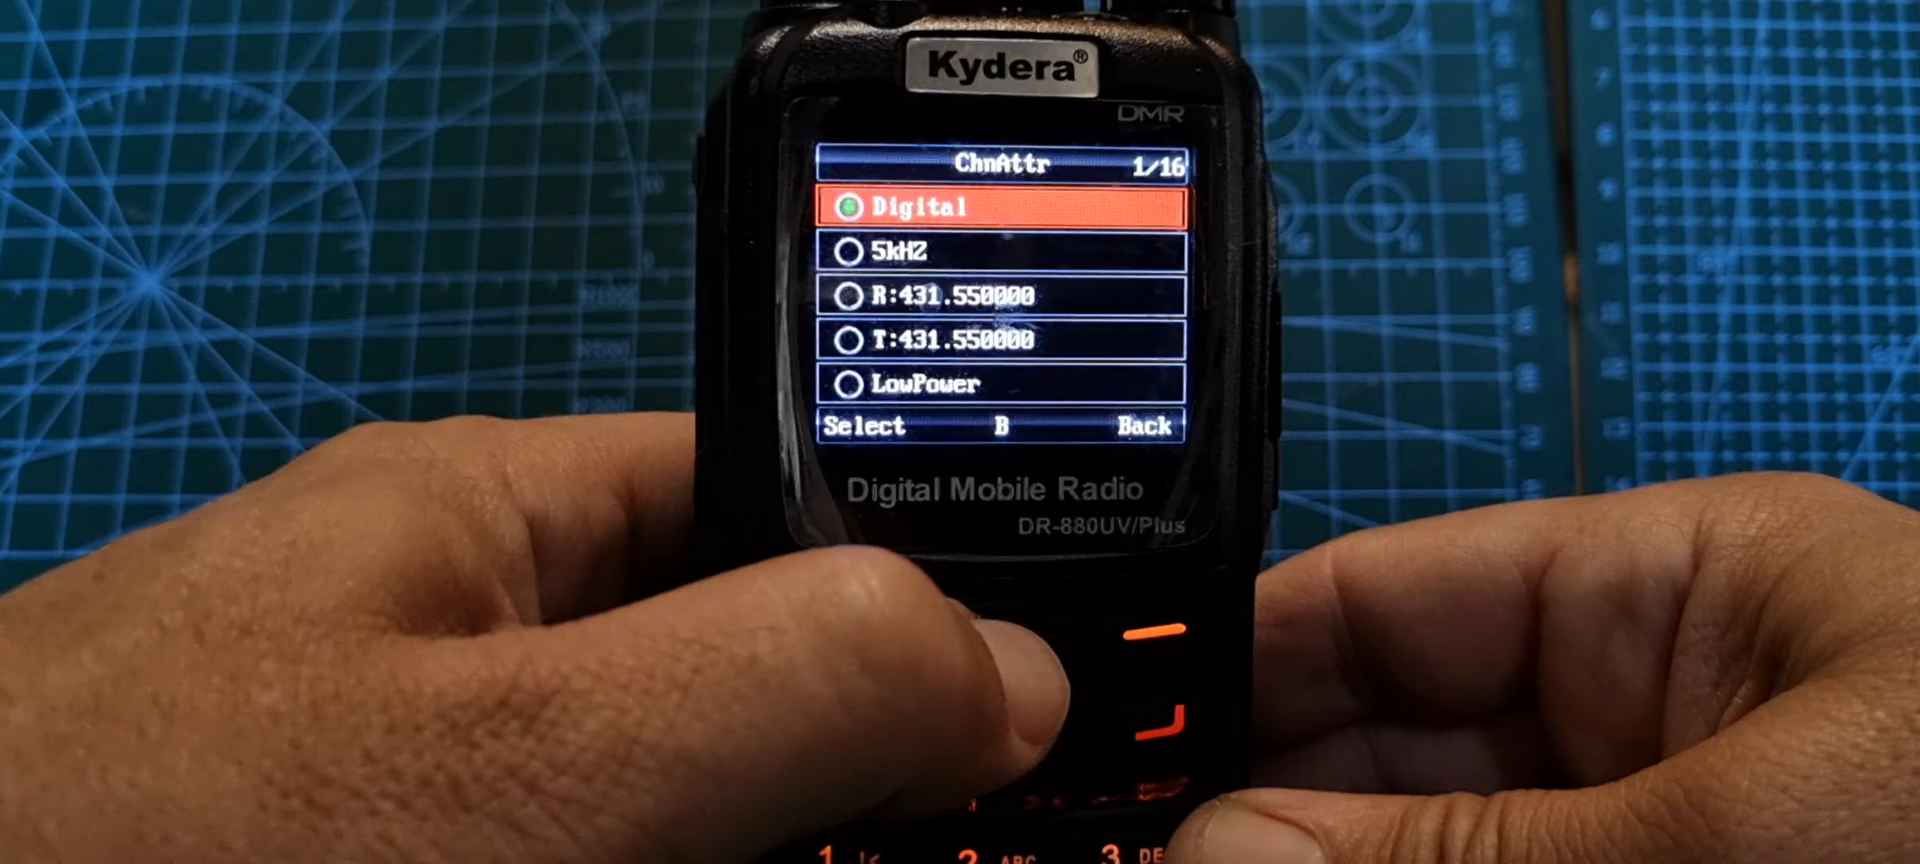 Kydera®
DMR
ChnAttr 1/16
Digital
5kHZ
R:431.550000
T:431.550000
LowPower
Select B Back
Digital Mobile Radio
DR-880UV/Plus
1 2 ABC 3 DE